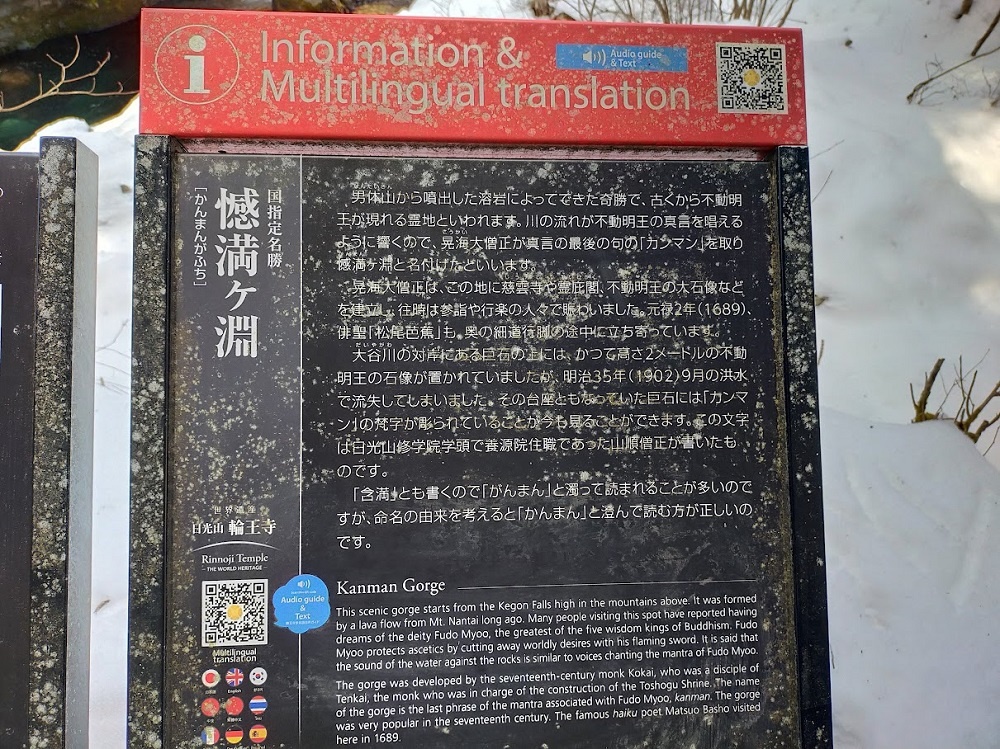 Information &
Multilingual translation
Audio guide
& Text
国指定名勝
憾満ヶ淵
［かんまんがふち］
男体山から噴出した溶岩によってできた奇勝で、古くから不動明
王が現れる霊地といわれます。川の流れが不動明王の真言を唱える
ように響くので、晃海大僧正が真言の最後の句の「カンマン」を取り
憾満ヶ淵と名付けたといいます。
晃海大僧正は、この地に慈雲寺や霊庇閣、不動明王の大石像など
を建立し、往時は参詣や行楽の人々で賑わいました。元禄2年（1689）、
俳聖「松尾芭蕉」も、奥の細道行脚の途中に立ち寄っています。
大谷川の対岸にある巨石の上には、かつて高さ2メートルの不動
明王の石像が置かれていましたが、明治35年（1902）9月の洪水
で流失してしまいました。その台座ともなっていた巨石には「カンマ
ン」の梵字が彫られていることが今も見ることができます。この文字
は日光山修学院学頭で養源院住職であった山順僧正が書いたも
のです。
「含満」とも書くので「がんまん」と濁って読まれることが多いので
すが、命名の由来を考えると「かんまん」と澄んで読む方が正しいの
です。
世界遺産
日光山 輪王寺
Rinnoji Temple
- THE WORLD HERITAGE -
Audio guide
&
Text
Multilingual
translation
English
Kanman Gorge
This scenic gorge starts from the Kegon Falls high in the mountains above. It was formed
by a lava flow from Mt. Nantai long ago. Many people visiting this spot have reported having
dreams of the deity Fudo Myoo, the greatest of the five wisdom kings of Buddhism. Fudo
Myoo protects ascetics by cutting away worldly desires with his flaming sword. It is said that
the sound of the water against the rocks is similar to voices chanting the mantra of Fudo Myoo.
The gorge was developed by the seventeenth-century monk Kokai, who was a disciple of
Tenkai, the monk who was in charge of the construction of the Toshogu Shrine. The name
of the gorge is the last phrase of the mantra associated with Fudo Myoo, kanman. The gorge
was very popular in the seventeenth century. The famous haiku poet Matsuo Basho visited
here in 1689.